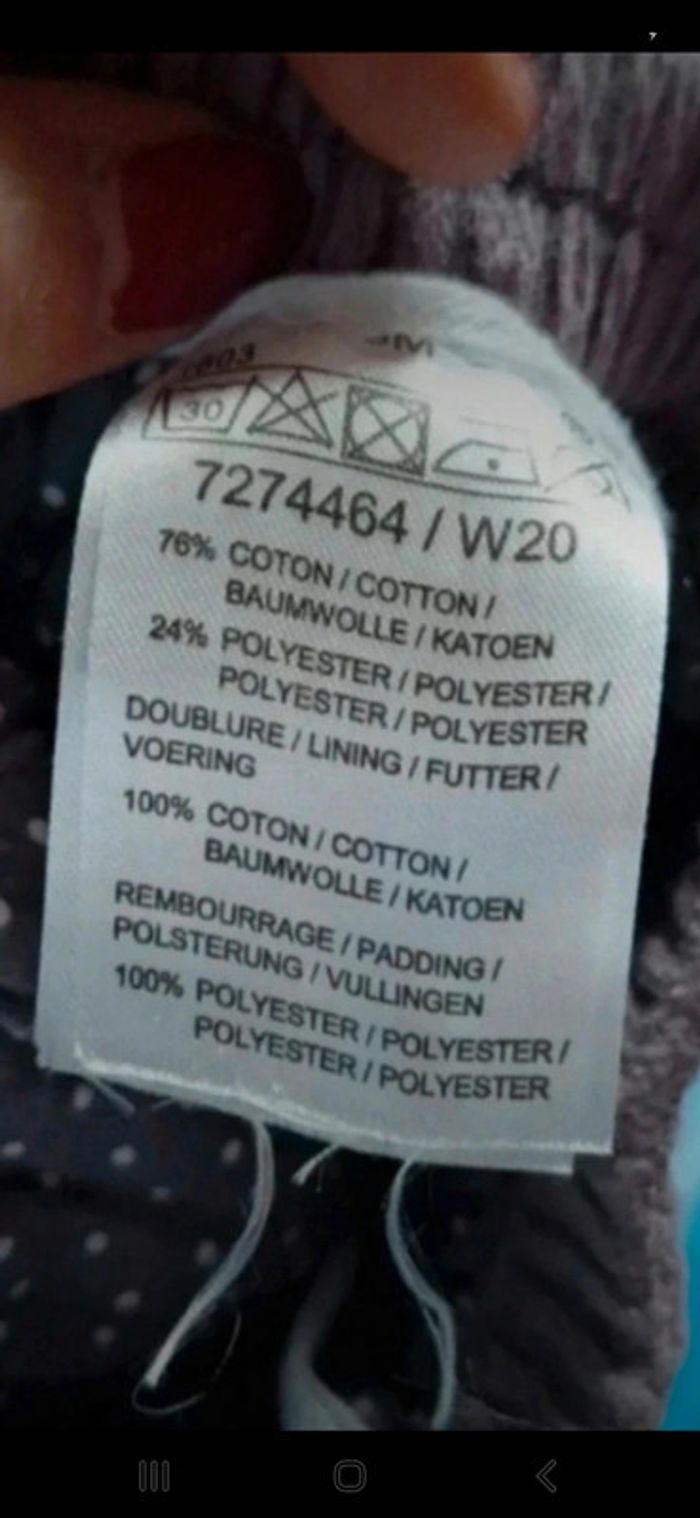 30
7274464 / W20
76% COTON / COTTON /
BAUMWOLLE / KATOEN
24% POLYESTER / POLYESTER /
POLYESTER / POLYESTER
DOUBLURE / LINING / FUTTER /
VOERING
100% COTON / COTTON /
BAUMWOLLE / KATOEN
REMBOURRAGE / PADDING /
POLSTERUNG / VULLINGEN
100% POLYESTER / POLYESTER /
POLYESTER / POLYESTER